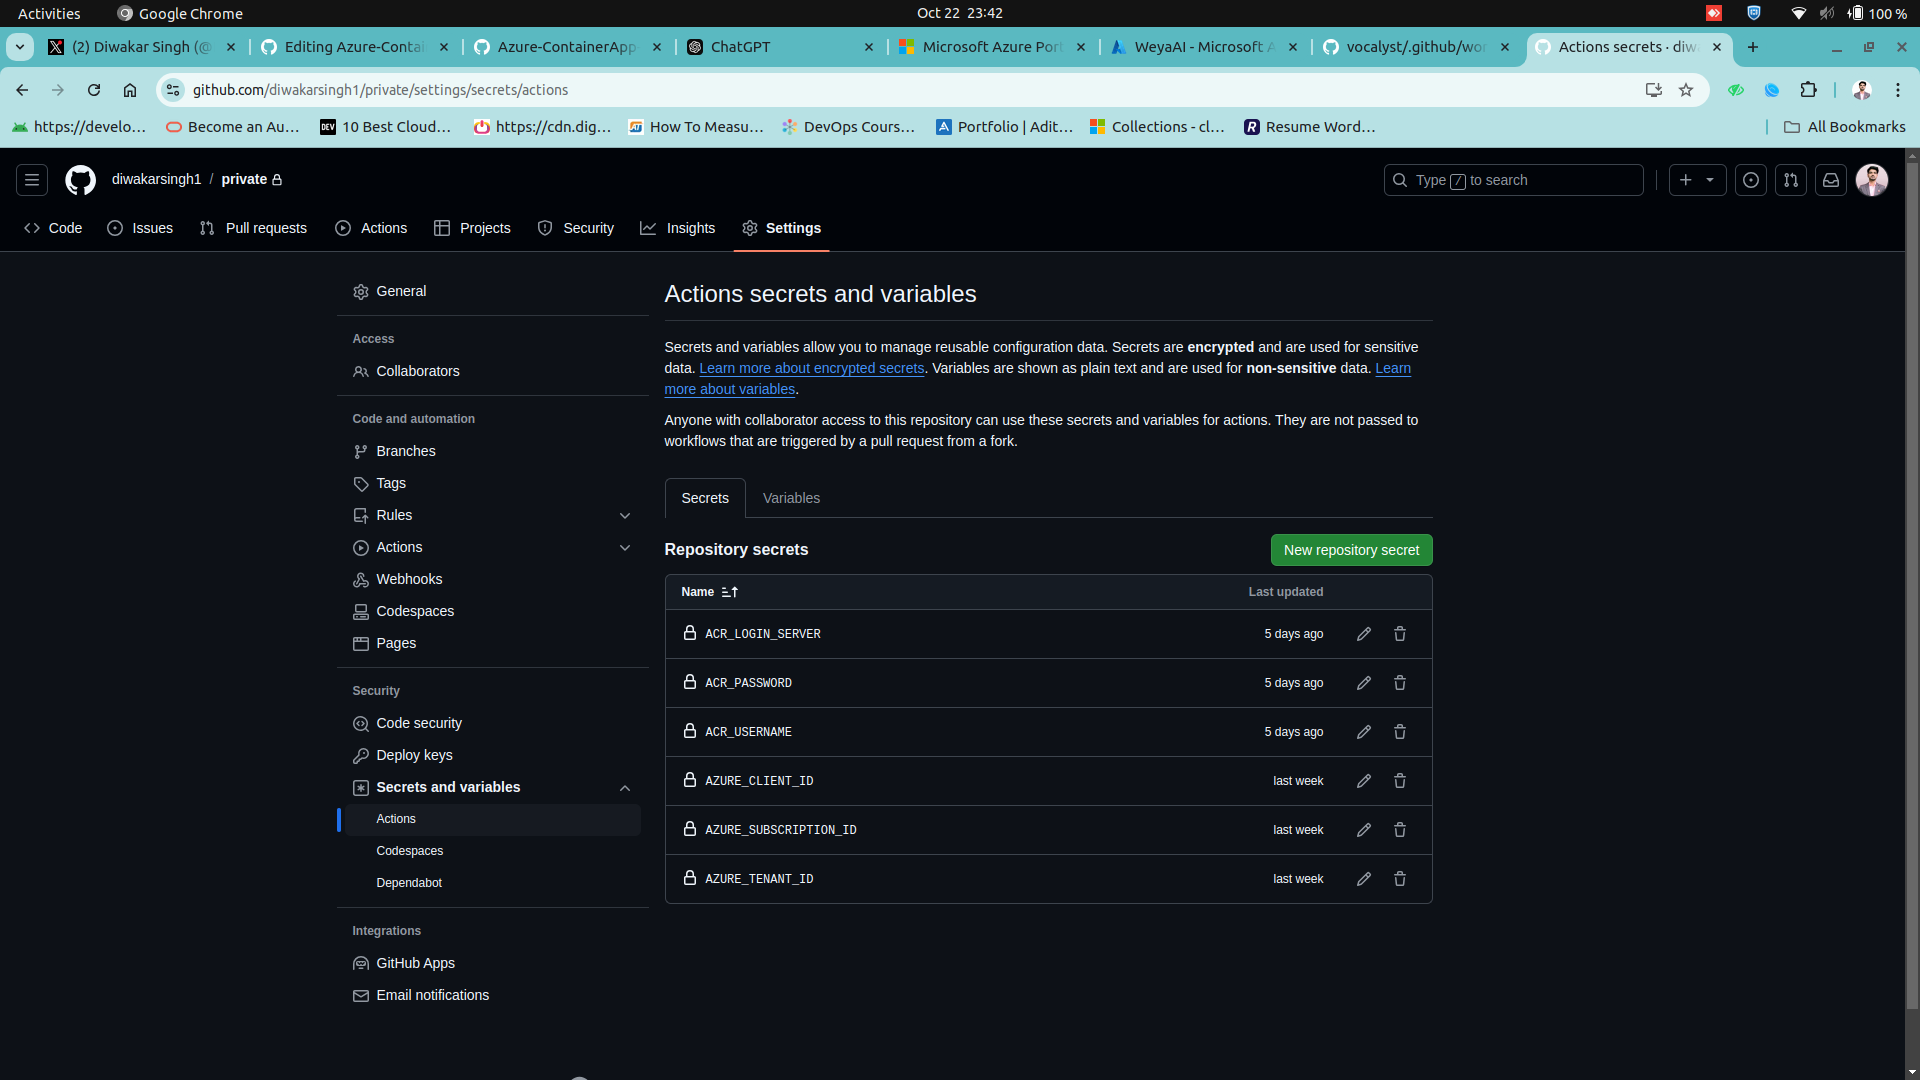 Activities
Google Chrome
Oct 22 23:42
100 %
(2) Diwakar Singh (@
Editing Azure-Contai
Azure-ContainerApp
ChatGPT
Microsoft Azure Por
WeyaAI - Microsoft A
vocalyst/.github/wor
Actions secrets · diw
github.com/diwakarsingh1/private/settings/secrets/actions
https://develo...
Become an Au...
DEV
10 Best Cloud...
https://cdn.dig...
How To Measu...
DevOps Cours...
Portfolio | Adit...
Collections - cl...
R
Resume Word...
All Bookmarks
diwakarsingh1 / private
Type / to search
Code
Issues
Pull requests
Actions
Projects
Security
Insights
Settings
General
Access
Collaborators
Code and automation
Branches
Tags
Rules
Actions
Webhooks
Codespaces
Pages
Security
Code security
Deploy keys
Secrets and variables
Actions
Codespaces
Dependabot
Integrations
GitHub Apps
Email notifications
Actions secrets and variables
Secrets and variables allow you to manage reusable configuration data. Secrets are encrypted and are used for sensitive
data. Learn more about encrypted secrets. Variables are shown as plain text and are used for non-sensitive data. Learn
more about variables.
Anyone with collaborator access to this repository can use these secrets and variables for actions. They are not passed to
workflows that are triggered by a pull request from a fork.
Secrets
Variables
Repository secrets
New repository secret
Name
Last updated
ACR_LOGIN_SERVER
5 days ago
ACR_PASSWORD
5 days ago
ACR_USERNAME
5 days ago
AZURE_CLIENT_ID
last week
AZURE_SUBSCRIPTION_ID
last week
AZURE_TENANT_ID
last week